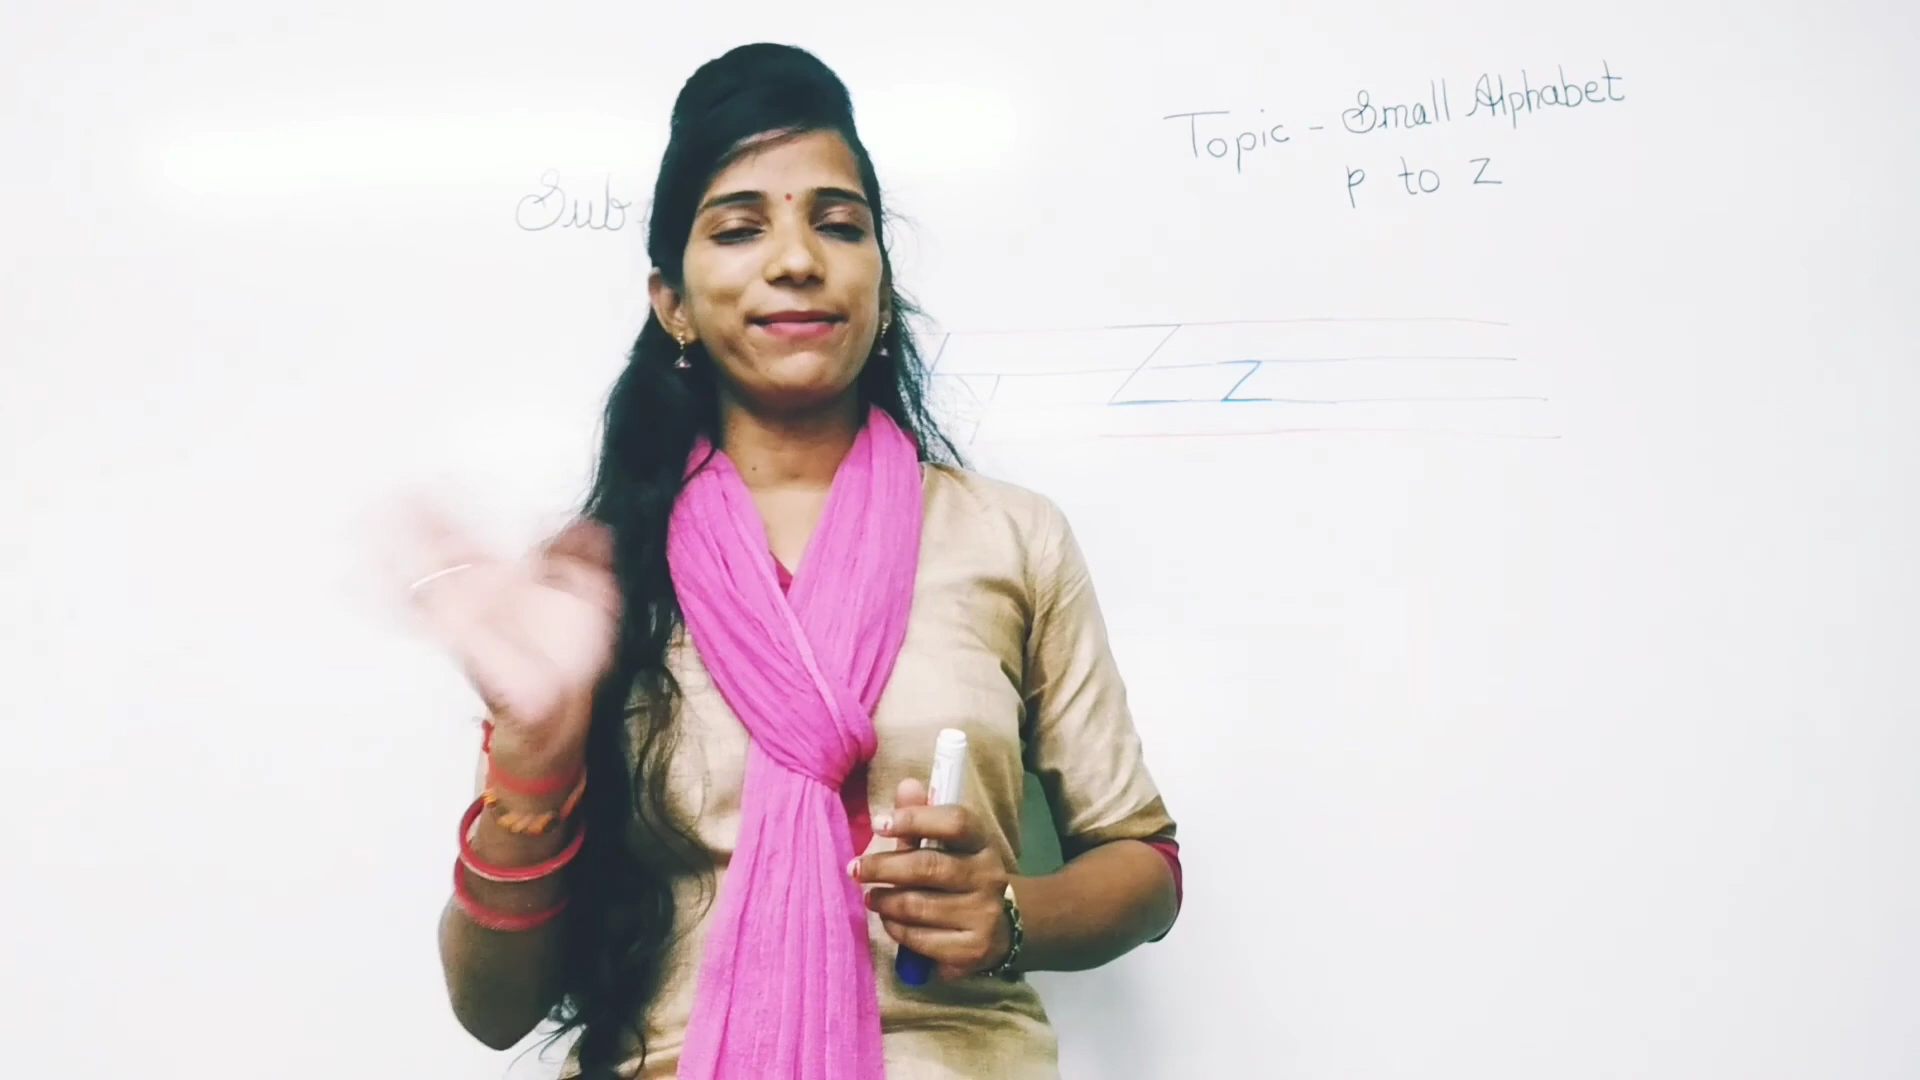 Topic - Small Alphabet
p to z
Sub
Y y Z z